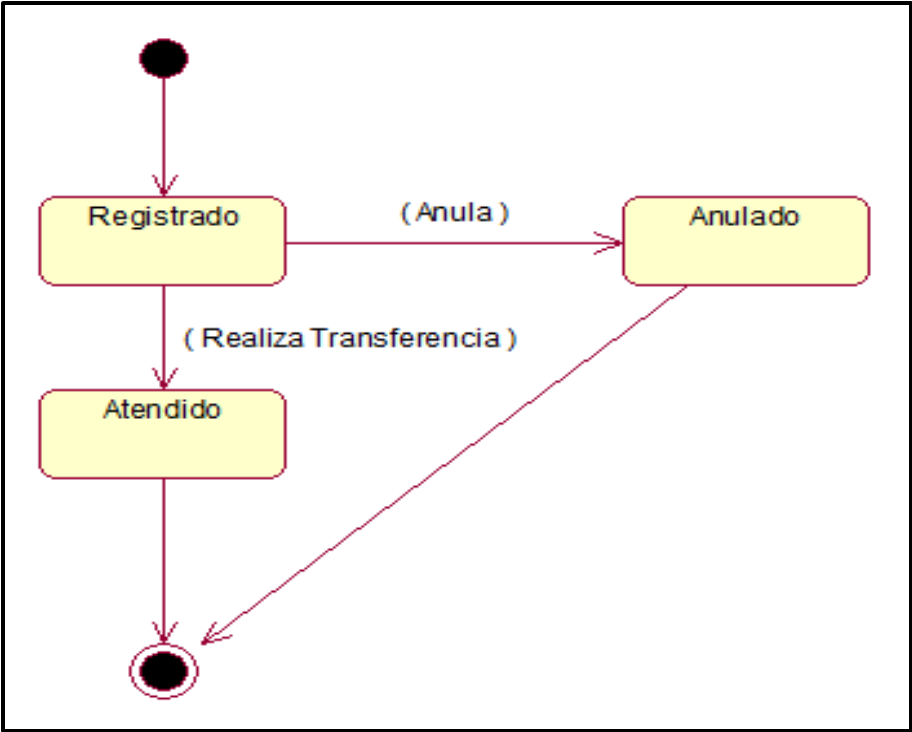 Registrado
( Anula )
Anulado
( Realiza Transferencia )
Atendido